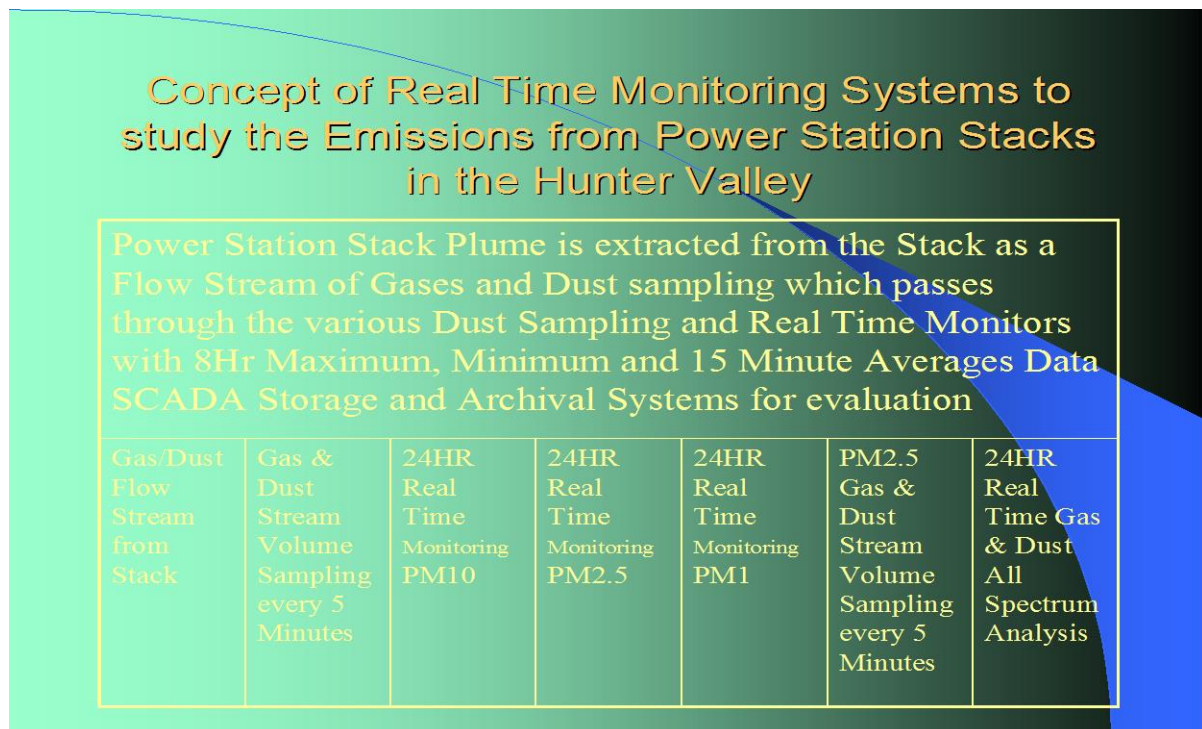 Concept of Real Time Monitoring Systems to
study the Emissions from Power Station Stacks
in the Hunter Valley
Power Station Stack Plume is extracted from the Stack as a
Flow Stream of Gases and Dust sampling which passes
through the various Dust Sampling and Real Time Monitors
with 8Hr Maximum, Minimum and 15 Minute Averages Data
SCADA Storage and Archival Systems for evaluation
Gas/Dust
Flow
Stream
from
Stack
Gas &
Dust
Stream
Volume
Sampling
every 5
Minutes
24HR
Real
Time
Monitoring
PM10
24HR
Real
Time
Monitoring
PM2.5
24HR
Real
Time
Monitoring
PM1
PM2.5
Gas &
Dust
Stream
Volume
Sampling
every 5
Minutes
24HR
Real
Time Gas
& Dust
All
Spectrum
Analysis